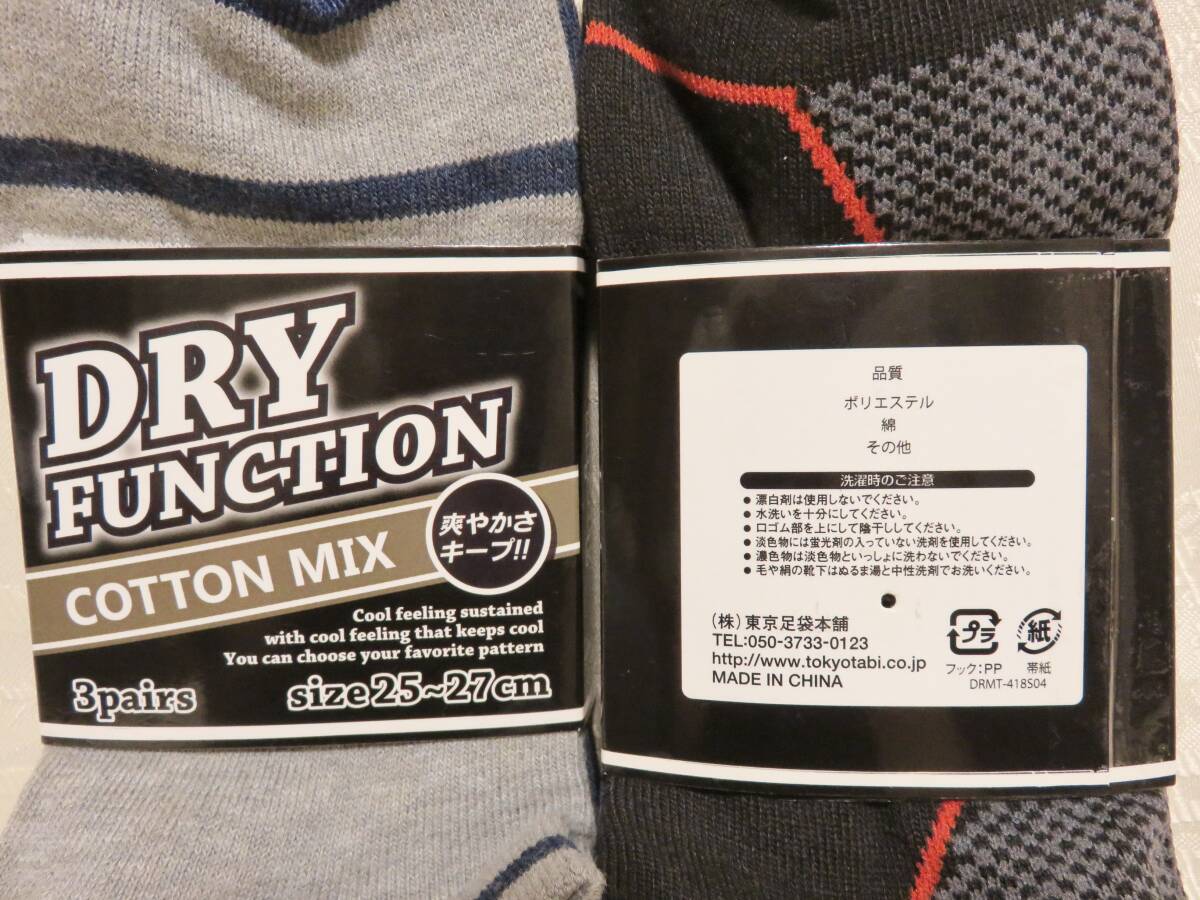 DRY
FUNCTION
COTTON MIX
爽やかさ
キープ!!
Cool feeling sustained
with cool feeling that keeps cool
You can choose your favorite pattern
3pairs
size25~27cm
品質
ポリエステル
綿
その他
洗濯時のご注意
● 漂白剤は使用しないでください。
● 水洗いを十分にしてください。
● 口ゴム部を上にして陰干ししてください。
● 淡色物には蛍光剤の入っていない洗剤を使用してください。
● 濃色物は淡色物といっしょに洗わないでください。
● 毛や絹の靴下はぬるま湯と中性洗剤でお洗いください。
(株)東京足袋本舗
TEL:050-3733-0123
http://www.tokyotabi.co.jp
MADE IN CHINA
プラ
紙
フック:PP
帯紙
DRMT-418S04